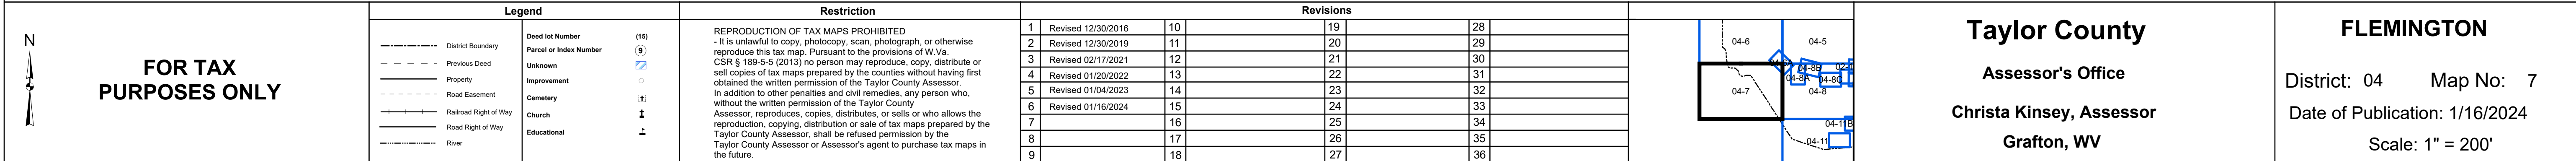 N
FOR TAX
PURPOSES ONLY
Legend
District Boundary
Previous Deed
Property
Road Easement
Railroad Right of Way
Road Right of Way
River
Deed lot Number (15)
Parcel or Index Number 9
Unknown
Improvement
Cemetery
Church
Educational
Restriction
REPRODUCTION OF TAX MAPS PROHIBITED
- It is unlawful to copy, photocopy, scan, photograph, or otherwise
reproduce this tax map. Pursuant to the provisions of W.Va.
CSR § 189-5-5 (2013) no person may reproduce, copy, distribute or
sell copies of tax maps prepared by the counties without having first
obtained the written permission of the Taylor County Assessor.
In addition to other penalties and civil remedies, any person who,
without the written permission of the Taylor County
Assessor, reproduces, copies, distributes, or sells or who allows the
reproduction, copying, distribution or sale of tax maps prepared by the
Taylor County Assessor, shall be refused permission by the
Taylor County Assessor or Assessor's agent to purchase tax maps in
the future.
Revisions
1 Revised 12/30/2016 10 19 28
2 Revised 12/30/2019 11 20 29
3 Revised 02/17/2021 12 21 30
4 Revised 01/20/2022 13 22 31
5 Revised 01/04/2023 14 23 32
6 Revised 01/16/2024 15 24 33
7 16 25 34
8 17 26 35
9 18 27 36
04-6 04-5
04-8B
04-8A 04-8C
04-7 04-8
04-11B
04-11
Taylor County
Assessor's Office
Christa Kinsey, Assessor
Grafton, WV
FLEMINGTON
District: 04 Map No: 7
Date of Publication: 1/16/2024
Scale: 1" = 200'